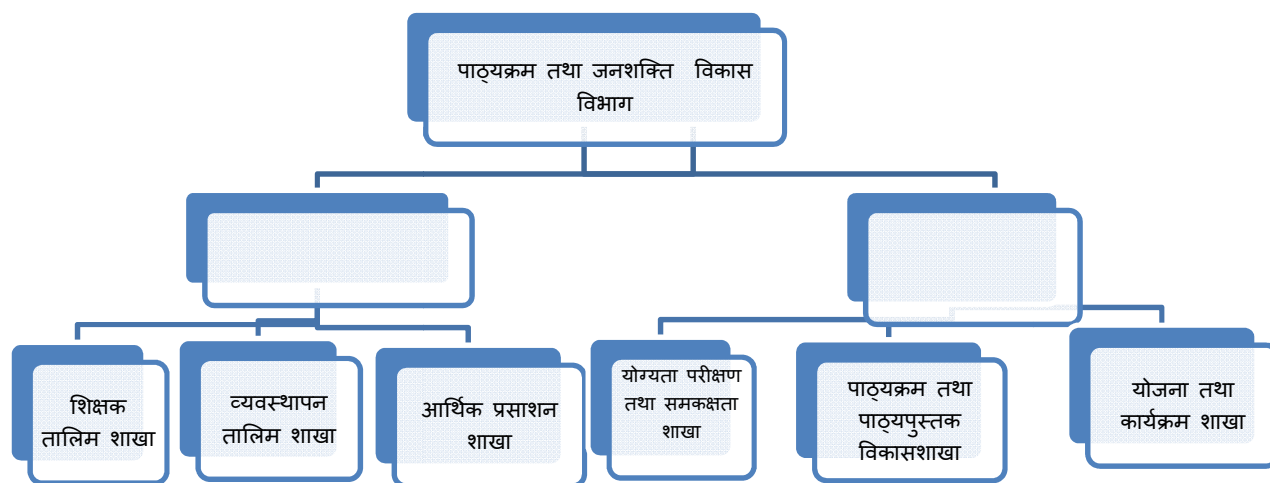 पाठ्यक्रम तथा जनशक्ति विकास
विभाग
शिक्षक
तालिम शाखा
व्यवस्थापन
तालिम शाखा
आर्थिक प्रसाशन
शाखा
योग्यता परीक्षण
तथा समकक्षता
शाखा
पाठ्यक्रम तथा
पाठ्यपुस्तक
विकासशाखा
योजना तथा
कार्यक्रम शाखा